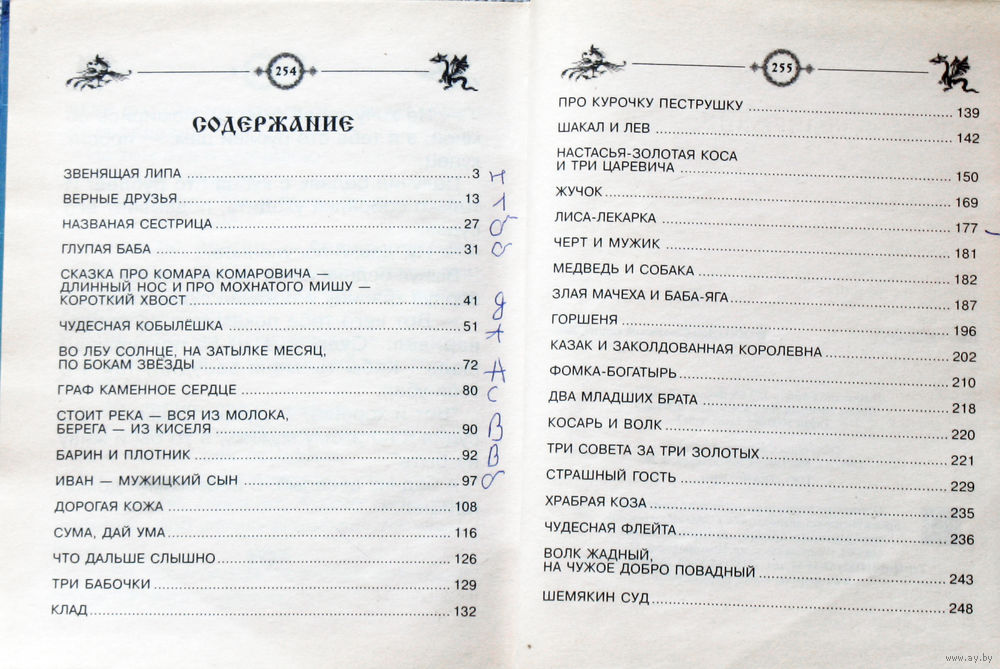 254
СОДЕРЖАНИЕ
ЗВЕНЯЩАЯ ЛИПА 3
ВЕРНЫЕ ДРУЗЬЯ 13
НАЗВАНАЯ СЕСТРИЦА 27
ГЛУПАЯ БАБА 31
СКАЗКА ПРО КОМАРА КОМАРОВИЧА —
ДЛИННЫЙ НОС И ПРО МОХНАТОГО МИШУ —
КОРОТКИЙ ХВОСТ 41
ЧУДЕСНАЯ КОБЫЛЁШКА 51
ВО ЛБУ СОЛНЦЕ, НА ЗАТЫЛКЕ МЕСЯЦ,
ПО БОКАМ ЗВЁЗДЫ 72
ГРАФ КАМЕННОЕ СЕРДЦЕ 80
СТОИТ РЕКА — ВСЯ ИЗ МОЛОКА,
БЕРЕГА — ИЗ КИСЕЛЯ 90
БАРИН И ПЛОТНИК 92
ИВАН — МУЖИЦКИЙ СЫН 97
ДОРОГАЯ КОЖА 108
СУМА, ДАЙ УМА 116
ЧТО ДАЛЬШЕ СЛЫШНО 126
ТРИ БАБОЧКИ 129
КЛАД 132
255
ПРО КУРОЧКУ ПЕСТРУШКУ 139
ШАКАЛ И ЛЕВ 142
НАСТАСЬЯ-ЗОЛОТАЯ КОСА
И ТРИ ЦАРЕВИЧА 150
ЖУЧОК 169
ЛИСА-ЛЕКАРКА 177
ЧЕРТ И МУЖИК 181
МЕДВЕДЬ И СОБАКА 182
ЗЛАЯ МАЧЕХА И БАБА-ЯГА 187
ГОРШЕНЯ 196
КАЗАК И ЗАКОЛДОВАННАЯ КОРОЛЕВНА 202
ФОМКА-БОГАТЫРЬ 210
ДВА МЛАДШИХ БРАТА 218
КОСАРЬ И ВОЛК 220
ТРИ СОВЕТА ЗА ТРИ ЗОЛОТЫХ 221
СТРАШНЫЙ ГОСТЬ 229
ХРАБРАЯ КОЗА 235
ЧУДЕСНАЯ ФЛЕЙТА 236
ВОЛК ЖАДНЫЙ,
НА ЧУЖОЕ ДОБРО ПОВАДНЫЙ 243
ШЕМЯКИН СУД 248
www.ay.by